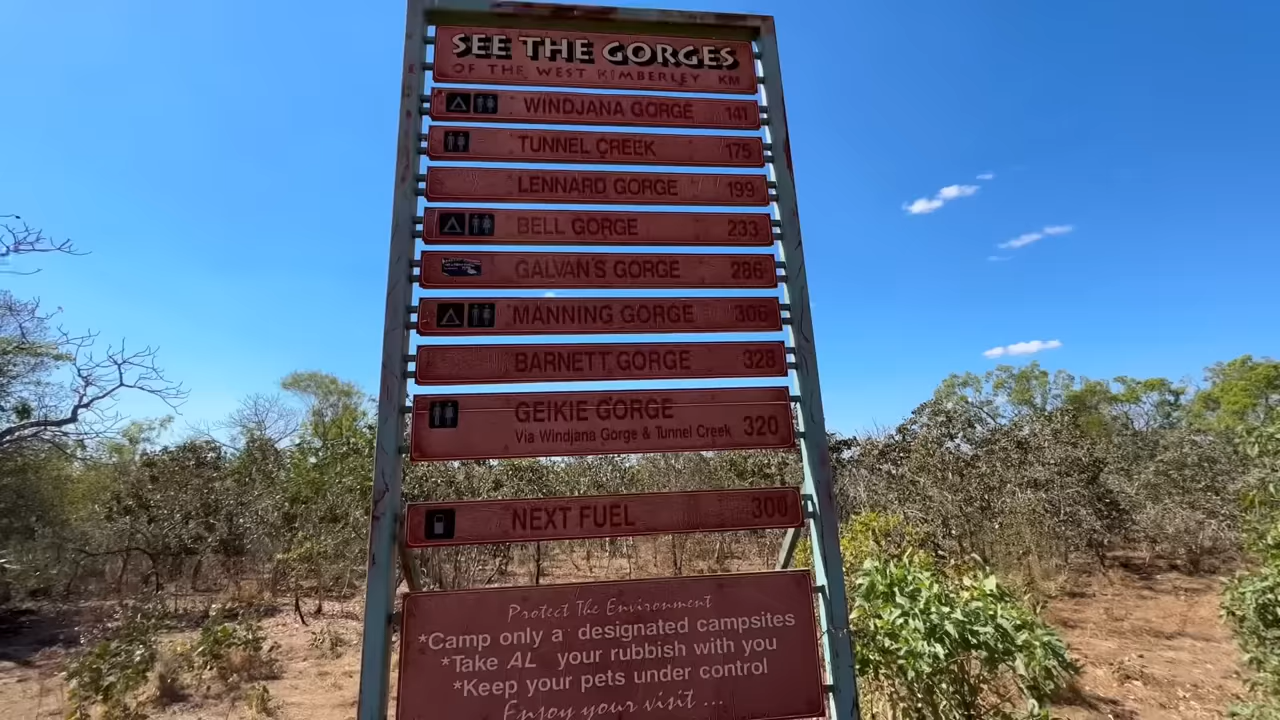 SEE THE GORGES
OF THE WEST KIMBERLEY KM
WINDJANA GORGE 141
TUNNEL CREEK 175
LENNARD GORGE 199
BELL GORGE 233
GALVAN'S GORGE 286
MANNING GORGE 306
BARNETT GORGE 328
GEIKIE GORGE 320
Via Windjana Gorge & Tunnel Creek
NEXT FUEL 300
Protect The Environment
*Camp only a designated campsites
*Take AL your rubbish with you
*Keep your pets under control
Enjoy your visit ...